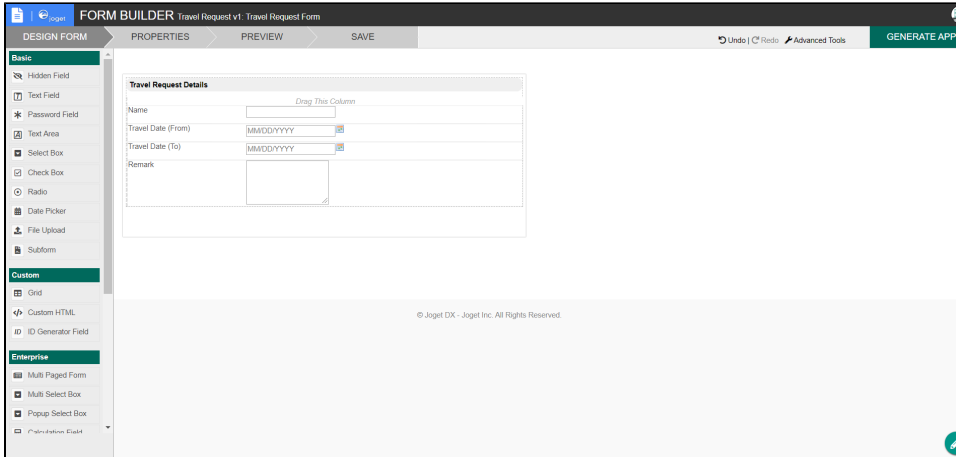 joget FORM BUILDER Travel Request v1: Travel Request Form
DESIGN FORM PROPERTIES PREVIEW SAVE Undo | Redo Advanced Tools GENERATE APP
Basic
Hidden Field
Text Field
Password Field
Text Area
Select Box
Check Box
Radio
Date Picker
File Upload
Subform
Custom
Grid
Custom HTML
ID ID Generator Field
Enterprise
Multi Paged Form
Multi Select Box
Popup Select Box
Calculation Field
Travel Request Details
Drag This Column
Name
Travel Date (From) MM/DD/YYYY
Travel Date (To) MM/DD/YYYY
Remark
© Joget DX - Joget Inc. All Rights Reserved.